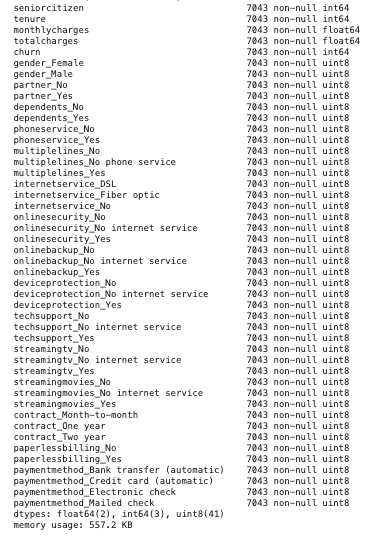 seniorcitizen 7043 non-null int64
tenure 7043 non-null int64
monthlycharges 7043 non-null float64
totalcharges 7043 non-null float64
churn 7043 non-null int64
gender_Female 7043 non-null uint8
gender_Male 7043 non-null uint8
partner_No 7043 non-null uint8
partner_Yes 7043 non-null uint8
dependents_No 7043 non-null uint8
dependents_Yes 7043 non-null uint8
phoneservice_No 7043 non-null uint8
phoneservice_Yes 7043 non-null uint8
multiplelines_No 7043 non-null uint8
multiplelines_No phone service 7043 non-null uint8
multiplelines_Yes 7043 non-null uint8
internetservice_DSL 7043 non-null uint8
internetservice_Fiber optic 7043 non-null uint8
internetservice_No 7043 non-null uint8
onlinesecurity_No 7043 non-null uint8
onlinesecurity_No internet service 7043 non-null uint8
onlinesecurity_Yes 7043 non-null uint8
onlinebackup_No 7043 non-null uint8
onlinebackup_No internet service 7043 non-null uint8
onlinebackup_Yes 7043 non-null uint8
deviceprotection_No 7043 non-null uint8
deviceprotection_No internet service 7043 non-null uint8
deviceprotection_Yes 7043 non-null uint8
techsupport_No 7043 non-null uint8
techsupport_No internet service 7043 non-null uint8
techsupport_Yes 7043 non-null uint8
streamingtv_No 7043 non-null uint8
streamingtv_No internet service 7043 non-null uint8
streamingtv_Yes 7043 non-null uint8
streamingmovies_No 7043 non-null uint8
streamingmovies_No internet service 7043 non-null uint8
streamingmovies_Yes 7043 non-null uint8
contract_Month-to-month 7043 non-null uint8
contract_One year 7043 non-null uint8
contract_Two year 7043 non-null uint8
paperlessbilling_No 7043 non-null uint8
paperlessbilling_Yes 7043 non-null uint8
paymentmethod_Bank transfer (automatic) 7043 non-null uint8
paymentmethod_Credit card (automatic) 7043 non-null uint8
paymentmethod_Electronic check 7043 non-null uint8
paymentmethod_Mailed check 7043 non-null uint8
dtypes: float64(2), int64(3), uint8(41)
memory usage: 557.2 KB